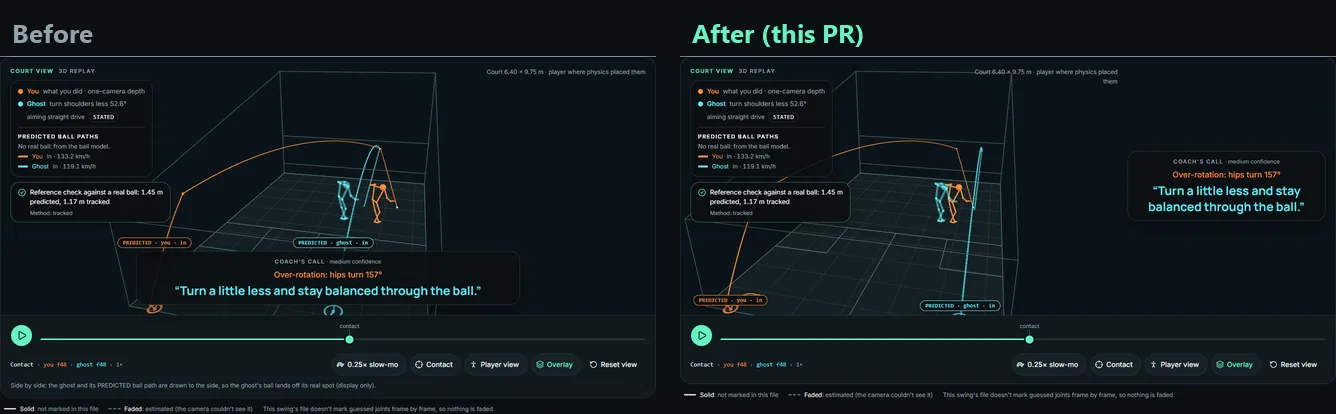 Before
COURT VIEW 3D REPLAY
Court 6.40 × 9.75 m · player where physics placed them
You what you did · one-camera depth
Ghost turn shoulders less 52.6°
aiming straight drive STATED
PREDICTED BALL PATHS
No real ball: from the ball model.
You in · 133.2 km/h
Ghost in · 119.1 km/h
Reference check against a real ball: 1.45 m
predicted, 1.17 m tracked
Method: tracked
PREDICTED · you · in
PREDICTED · ghost · in
COACH'S CALL · medium confidence
Over-rotation: hips turn 157°
“Turn a little less and stay balanced through the ball.”
contact
Contact · you f48 · ghost f48 · 1×
0.25× slow-mo
Contact
Player view
Overlay
Reset view
Side by side: the ghost and its PREDICTED ball path are drawn to the side, so the ghost's ball lands off its real spot (display only).
Solid: not marked in this file
Faded: estimated (the camera couldn't see it)
This swing's file doesn't mark guessed joints frame by frame, so nothing is faded.
After (this PR)
COURT VIEW 3D REPLAY
Court 6.40 × 9.75 m · player where physics placed
them
You what you did · one-camera depth
Ghost turn shoulders less 52.6°
aiming straight drive STATED
PREDICTED BALL PATHS
No real ball: from the ball model.
You in · 133.2 km/h
Ghost in · 119.1 km/h
Reference check against a real ball: 1.45 m
predicted, 1.17 m tracked
Method: tracked
COACH'S CALL · medium confidence
Over-rotation: hips turn 157°
“Turn a little less and stay
balanced through the ball.”
PREDICTED · you · in
PREDICTED · ghost · in
contact
Contact · you f48 · ghost f48 · 1×
0.25× slow-mo
Contact
Player view
Overlay
Reset view
Solid: not marked in this file
Faded: estimated (the camera couldn't see it)
This swing's file doesn't mark guessed joints frame by frame, so nothing is faded.